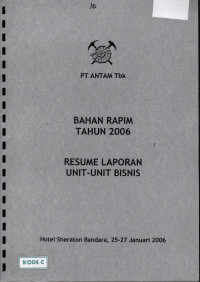 10
PT ANTAM Tbk
BAHAN RAPIM
TAHUN 2006
RESUME LAPORAN
UNIT-UNIT BISNIS
Hotel Sheraton Bandara, 25-27 Januari 2006
KODE C